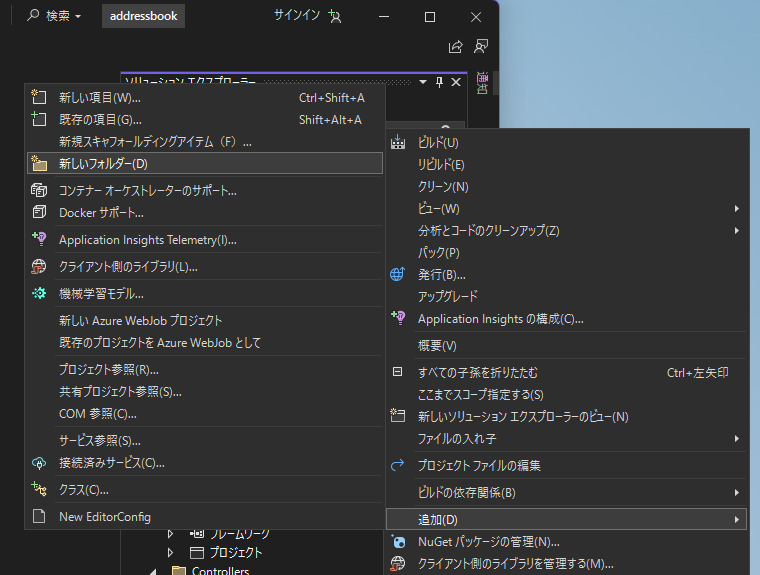 検索
addressbook
サインイン
ソリューション エクスプローラー
通知
新しい項目(W)... Ctrl+Shift+A
既存の項目(G)... Shift+Alt+A
新規スキャフォールディングアイテム（F）...
新しいフォルダー(D)
コンテナー オーケストレーターのサポート...
Docker サポート...
Application Insights Telemetry(I)...
クライアント側のライブラリ(L)...
機械学習モデル...
新しい Azure WebJob プロジェクト
既存のプロジェクトを Azure WebJob として
プロジェクト参照(R)...
共有プロジェクト参照(S)...
COM 参照(C)...
サービス参照(S)...
接続済みサービス(C)...
クラス(C)...
New EditorConfig
ビルド(U)
リビルド(E)
クリーン(N)
ビュー(W)
分析とコードのクリーンアップ(Z)
パック(P)
発行(B)...
アップグレード
Application Insights の構成(C)...
概要(V)
すべての子孫を折りたたむ Ctrl+左矢印
ここまでスコープ指定する(S)
新しいソリューション エクスプローラーのビュー(N)
ファイルの入れ子
プロジェクト ファイルの編集
ビルドの依存関係(B)
追加(D)
NuGet パッケージの管理(N)...
クライアント側のライブラリを管理する(M)...
フレームワーク
プロジェクト
Controllers